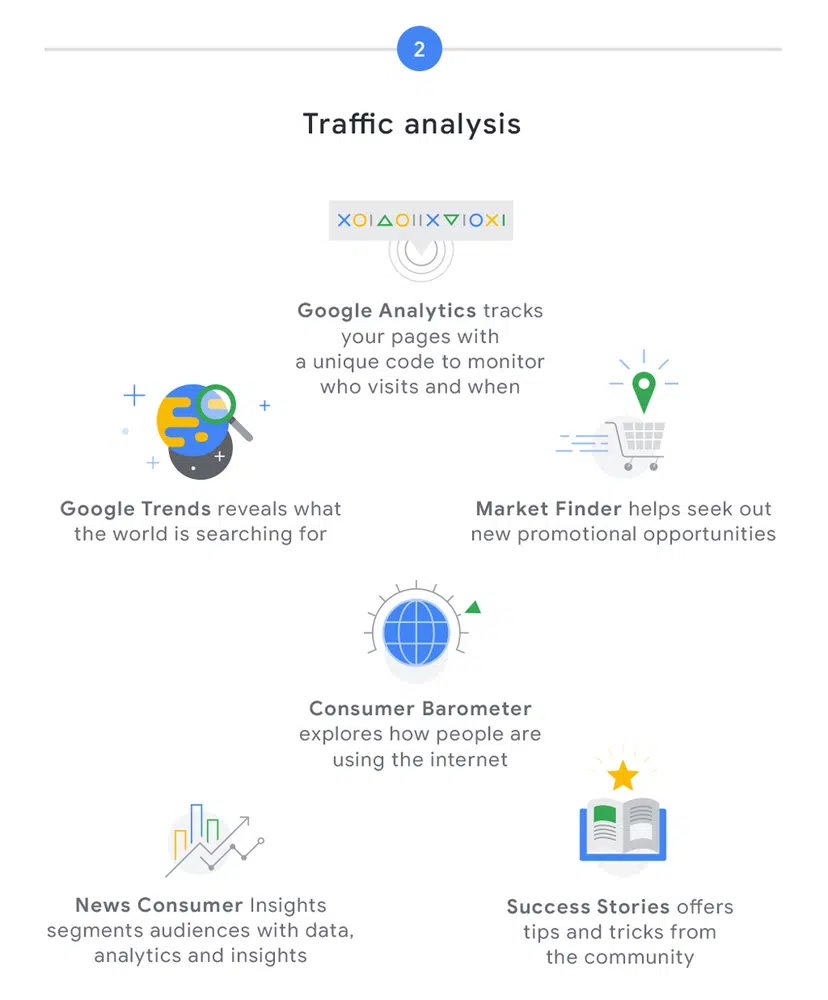 2
Traffic analysis
Google Analytics tracks
your pages with
a unique code to monitor
who visits and when
Google Trends reveals what
the world is searching for
Market Finder helps seek out
new promotional opportunities
Consumer Barometer
explores how people are
using the internet
News Consumer Insights
segments audiences with data,
analytics and insights
Success Stories offers
tips and tricks from
the community